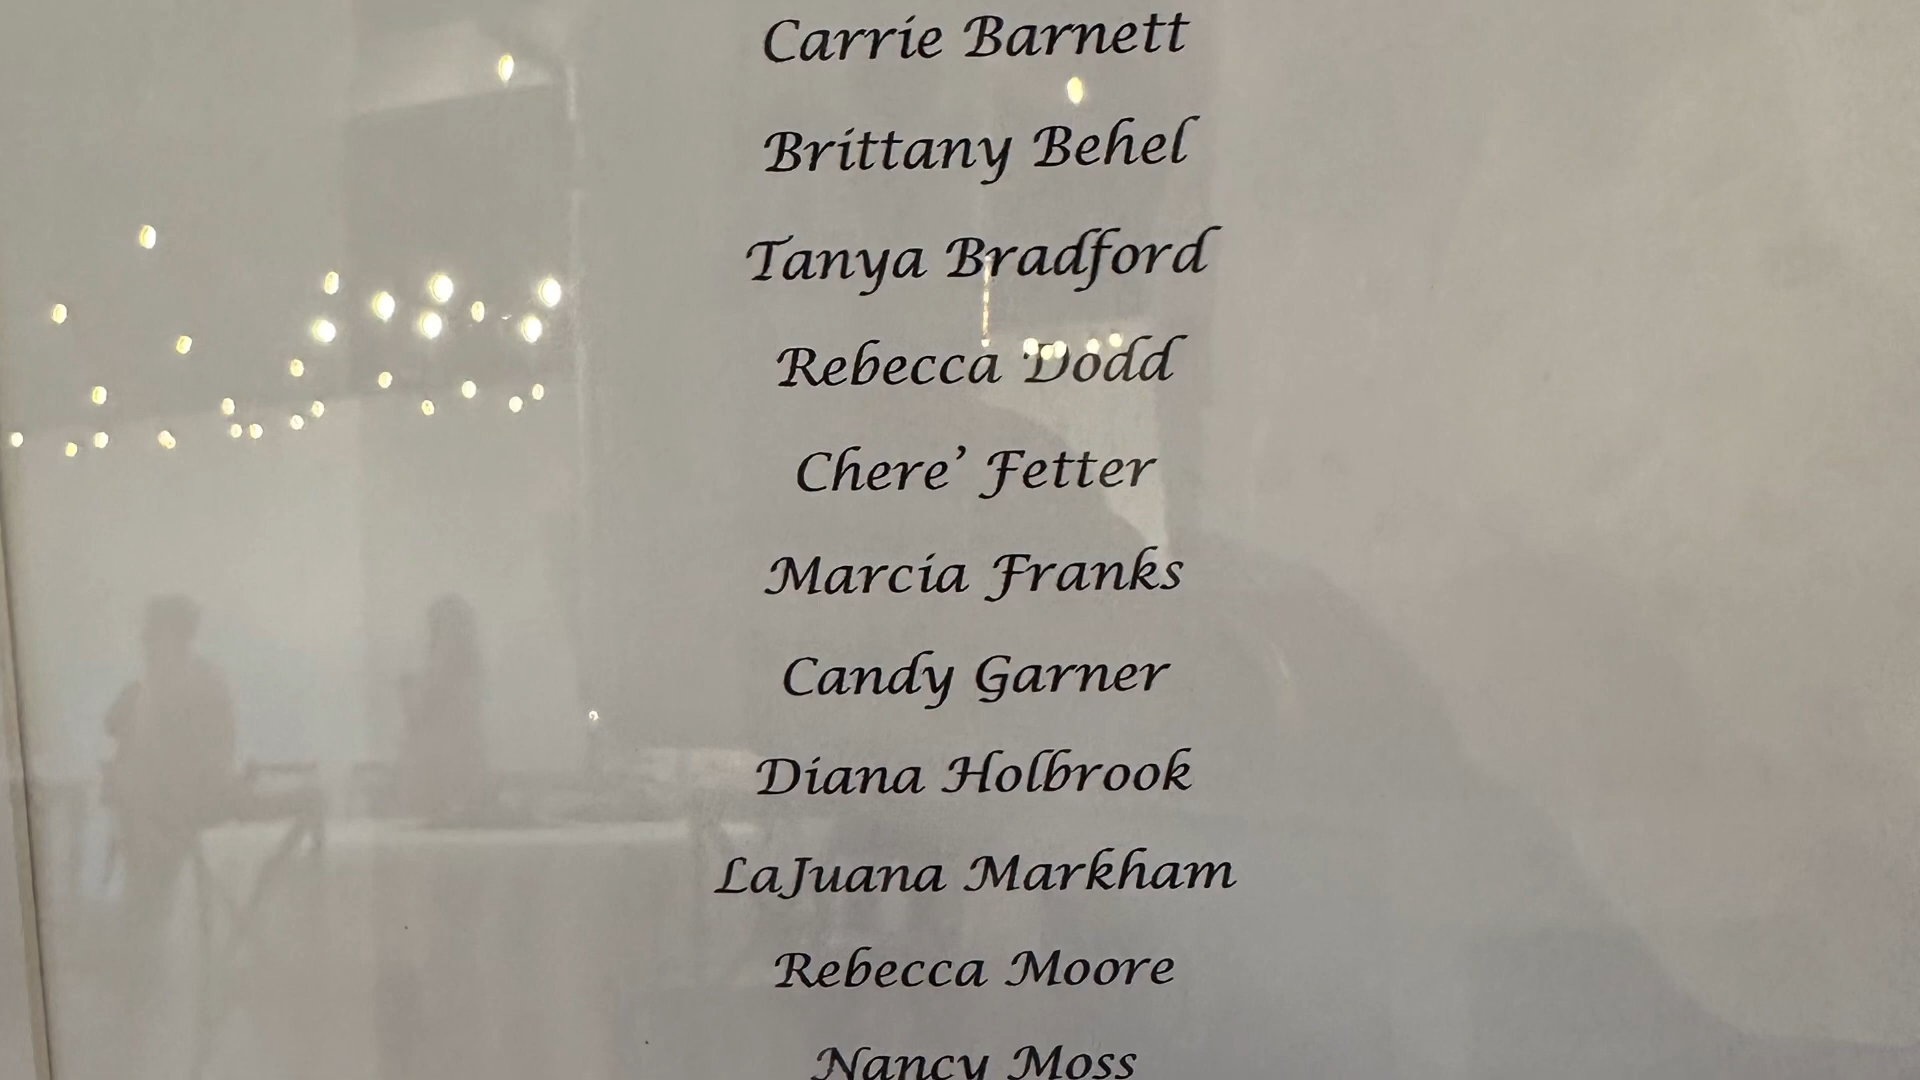 Carrie Barnett
Brittany Behel
Tanya Bradford
Rebecca Dodd
Chere’ Fetter
Marcia Franks
Candy Garner
Diana Holbrook
LaJuana Markham
Rebecca Moore
Nancy Moss